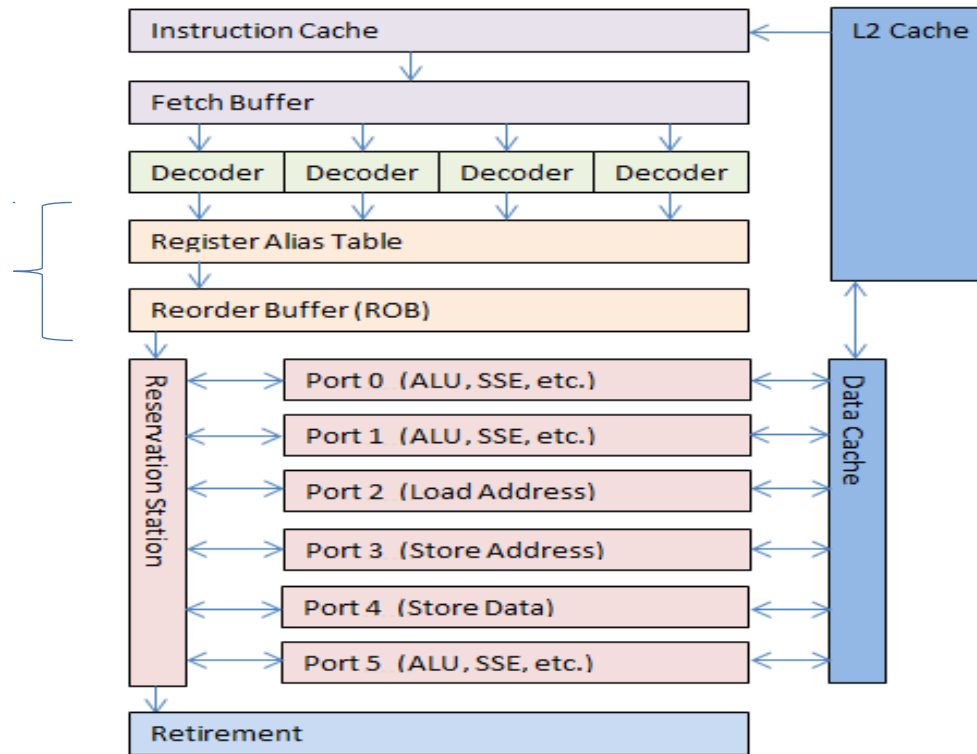 Instruction Cache
L2 Cache
Fetch Buffer
Decoder
Decoder
Decoder
Decoder
Register Alias Table
Reorder Buffer (ROB)
Reservation Station
Port 0 (ALU, SSE, etc.)
Port 1 (ALU, SSE, etc.)
Port 2 (Load Address)
Port 3 (Store Address)
Port 4 (Store Data)
Port 5 (ALU, SSE, etc.)
Data Cache
Retirement